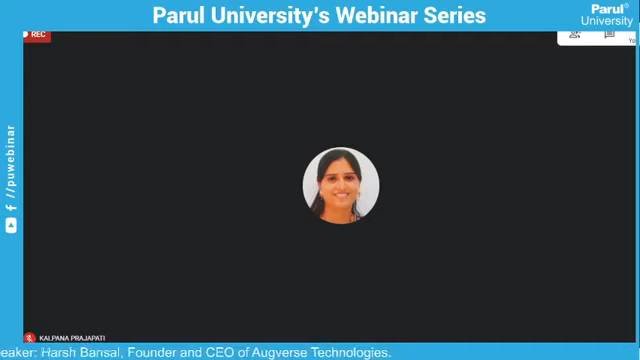 Parul University's Webinar Series
Parul®
University
REC
Yo
//puwebinar
KALPANA PRAJAPATI
eaker: Harsh Bansal, Founder and CEO of Augverse Technologies.